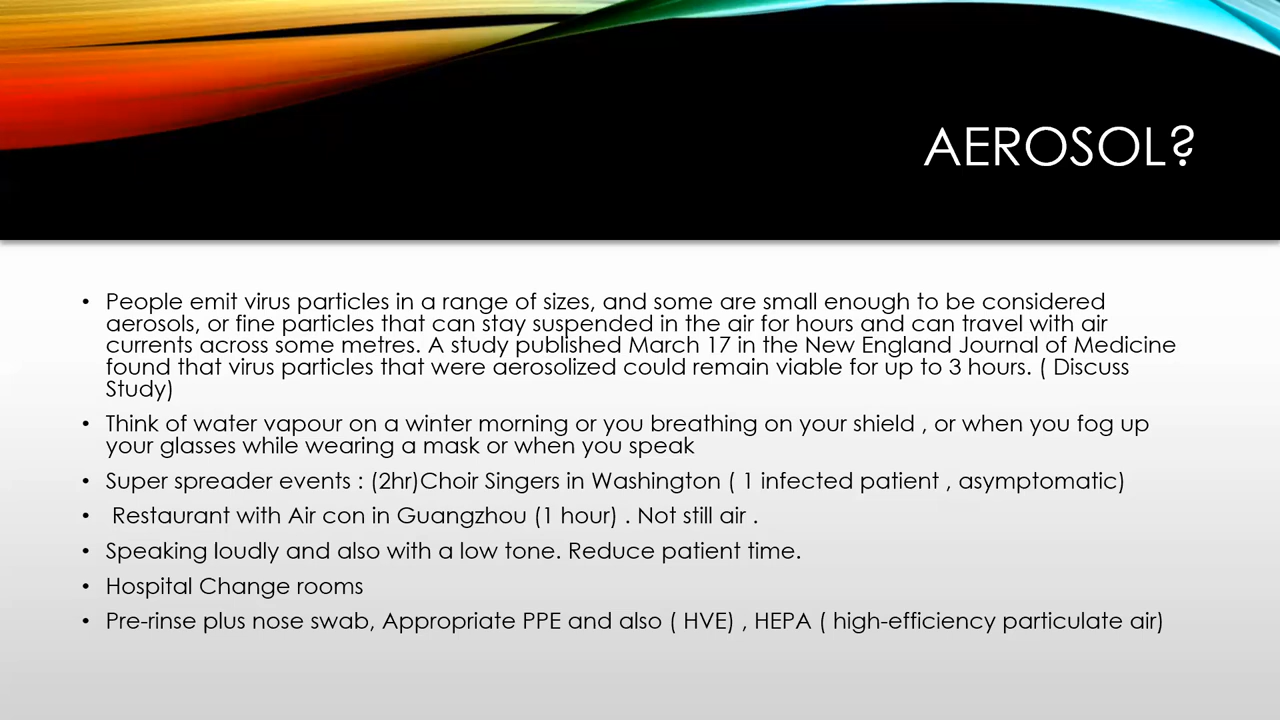 AEROSOL?
• People emit virus particles in a range of sizes, and some are small enough to be considered
aerosols, or fine particles that can stay suspended in the air for hours and can travel with air
currents across some metres. A study published March 17 in the New England Journal of Medicine
found that virus particles that were aerosolized could remain viable for up to 3 hours. ( Discuss
Study)
• Think of water vapour on a winter morning or you breathing on your shield , or when you fog up
your glasses while wearing a mask or when you speak
• Super spreader events : (2hr)Choir Singers in Washington ( 1 infected patient , asymptomatic)
• Restaurant with Air con in Guangzhou (1 hour) . Not still air .
• Speaking loudly and also with a low tone. Reduce patient time.
• Hospital Change rooms
• Pre-rinse plus nose swab, Appropriate PPE and also ( HVE) , HEPA ( high-efficiency particulate air)